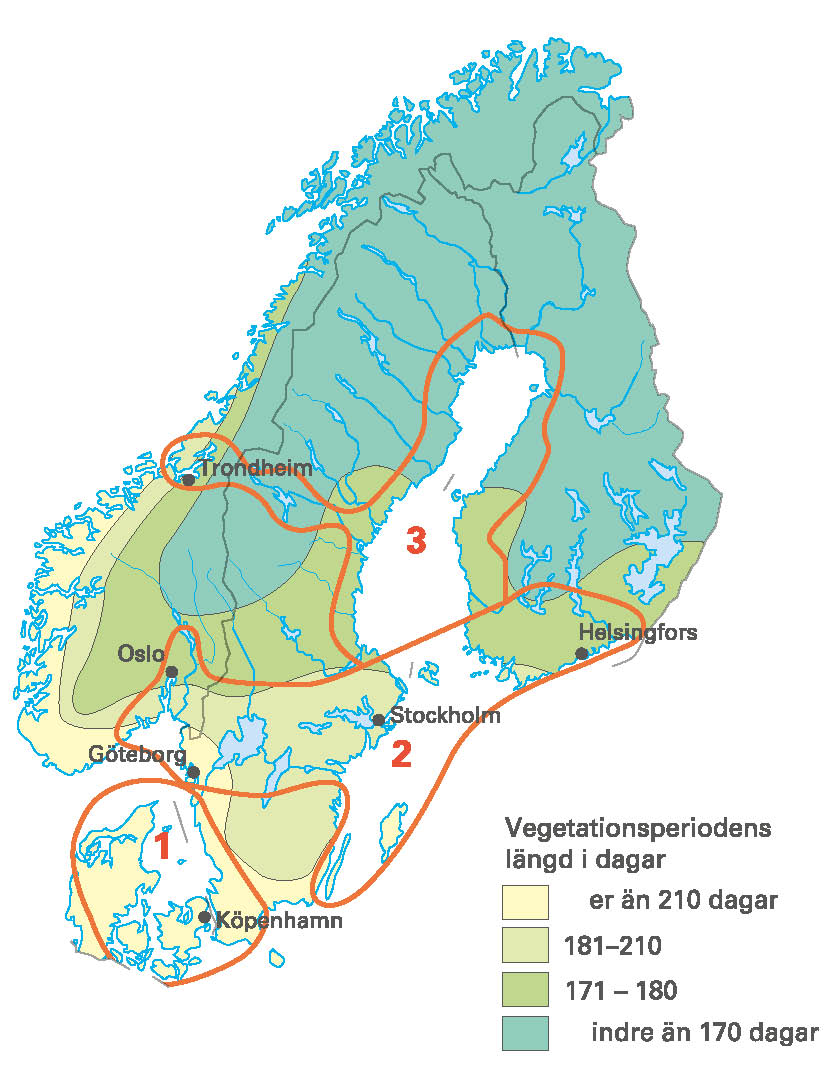 Trondheim
3
Helsingfors
Oslo
Stockholm
2
Göteborg
1
Köpenhamn
Vegetationsperiodens
längd i dagar
er än 210 dagar
181–210
171 – 180
indre än 170 dagar